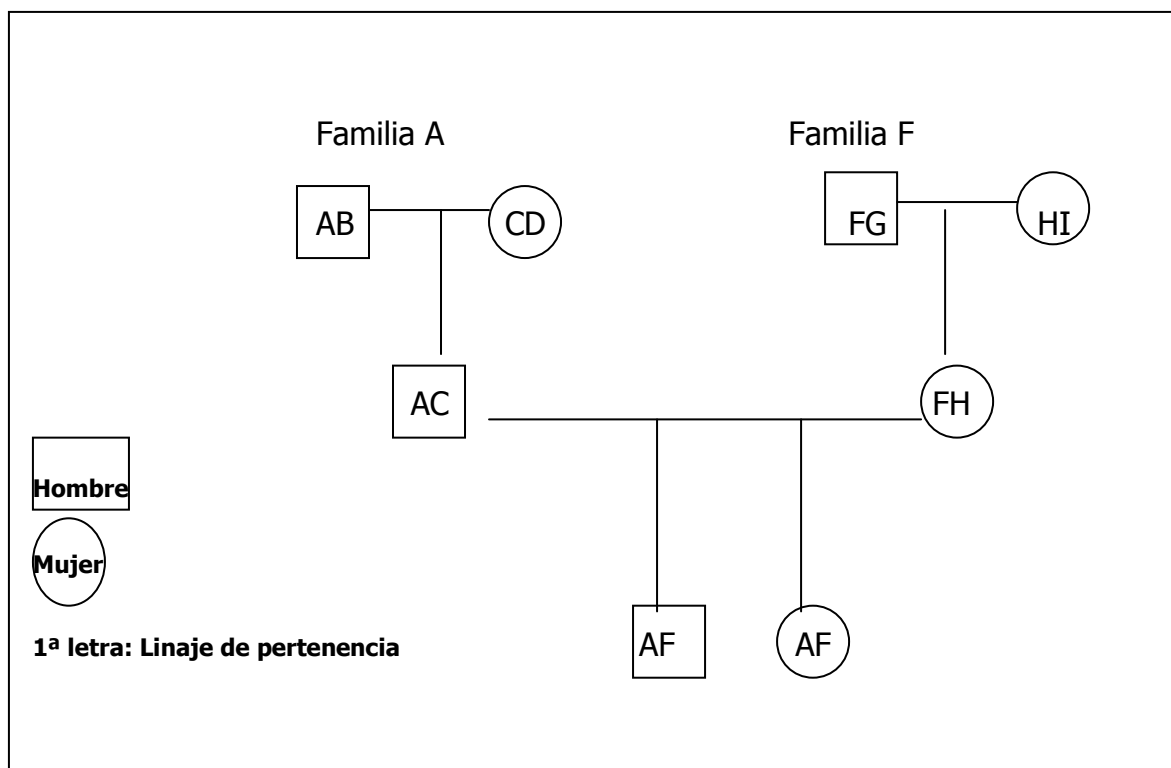 Familia A
Familia F
AB
CD
FG
HI
AC
FH
Hombre
Mujer
AF
AF
1ª letra: Linaje de pertenencia